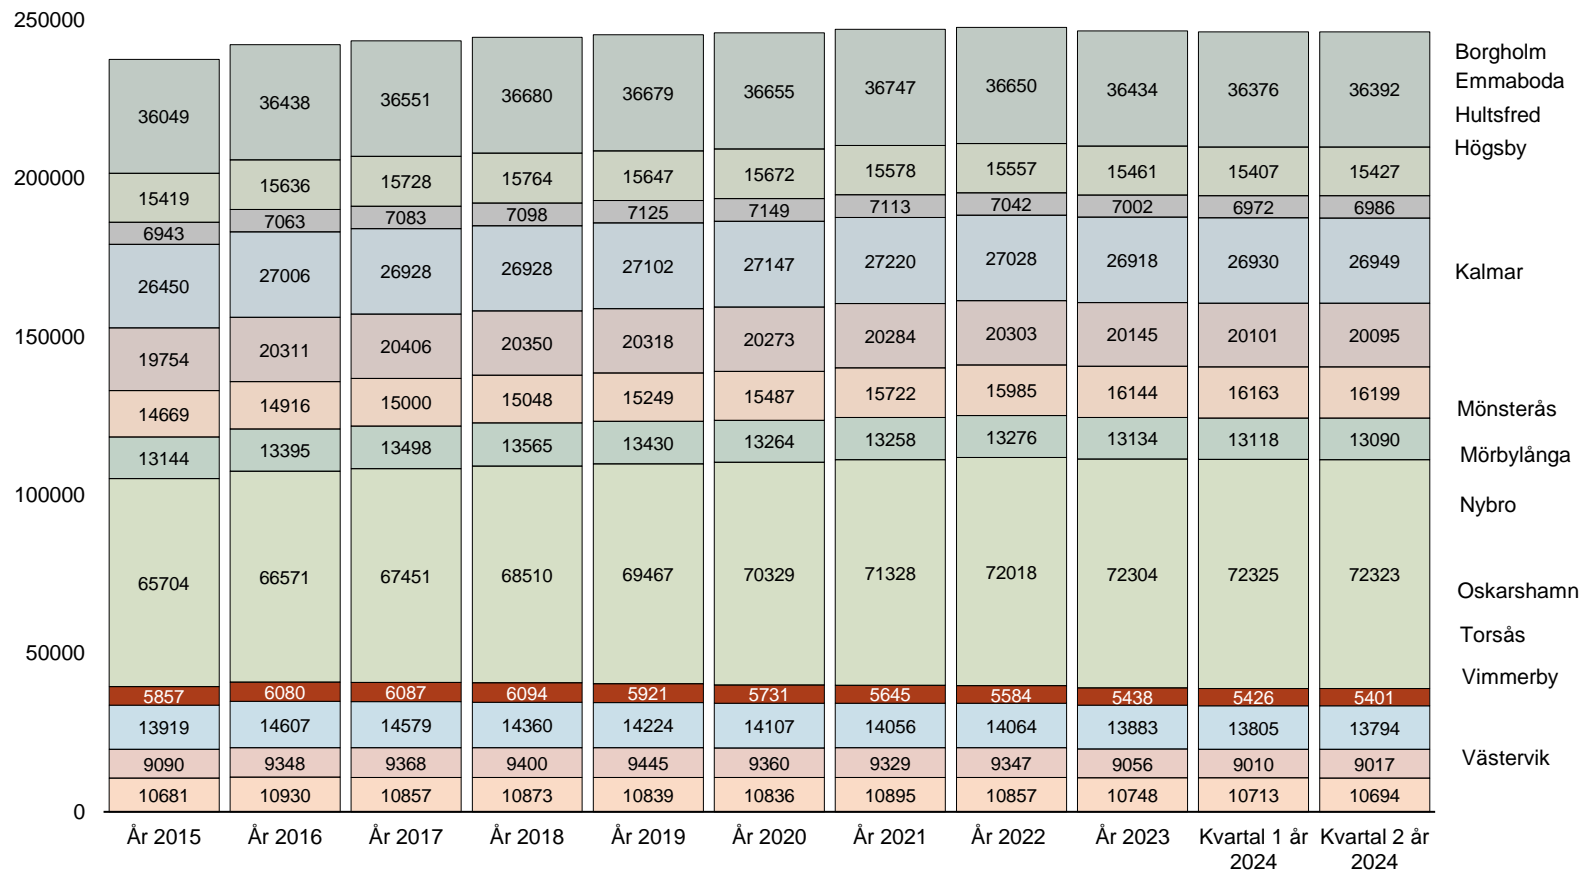 250000
200000
150000
100000
50000
0
36049 36438 36551 36680 36679 36655 36747 36650 36434 36376 36392
15419 15636 15728 15764 15647 15672 15578 15557 15461 15407 15427
6943 7063 7083 7098 7125 7149 7113 7042 7002 6972 6986
26450 27006 26928 26928 27102 27147 27220 27028 26918 26930 26949
19754 20311 20406 20350 20318 20273 20284 20303 20145 20101 20095
14669 14916 15000 15048 15249 15487 15722 15985 16144 16163 16199
13144 13395 13498 13565 13430 13264 13258 13276 13134 13118 13090
65704 66571 67451 68510 69467 70329 71328 72018 72304 72325 72323
5857 6080 6087 6094 5921 5731 5645 5584 5438 5426 5401
13919 14607 14579 14360 14224 14107 14056 14064 13883 13805 13794
9090 9348 9368 9400 9445 9360 9329 9347 9056 9010 9017
10681 10930 10857 10873 10839 10836 10895 10857 10748 10713 10694
År 2015 År 2016 År 2017 År 2018 År 2019 År 2020 År 2021 År 2022 År 2023 Kvartal 1 år Kvartal 2 år
2024 2024
Borgholm
Emmaboda
Hultsfred
Högsby
Kalmar
Mönsterås
Mörbylånga
Nybro
Oskarshamn
Torsås
Vimmerby
Västervik